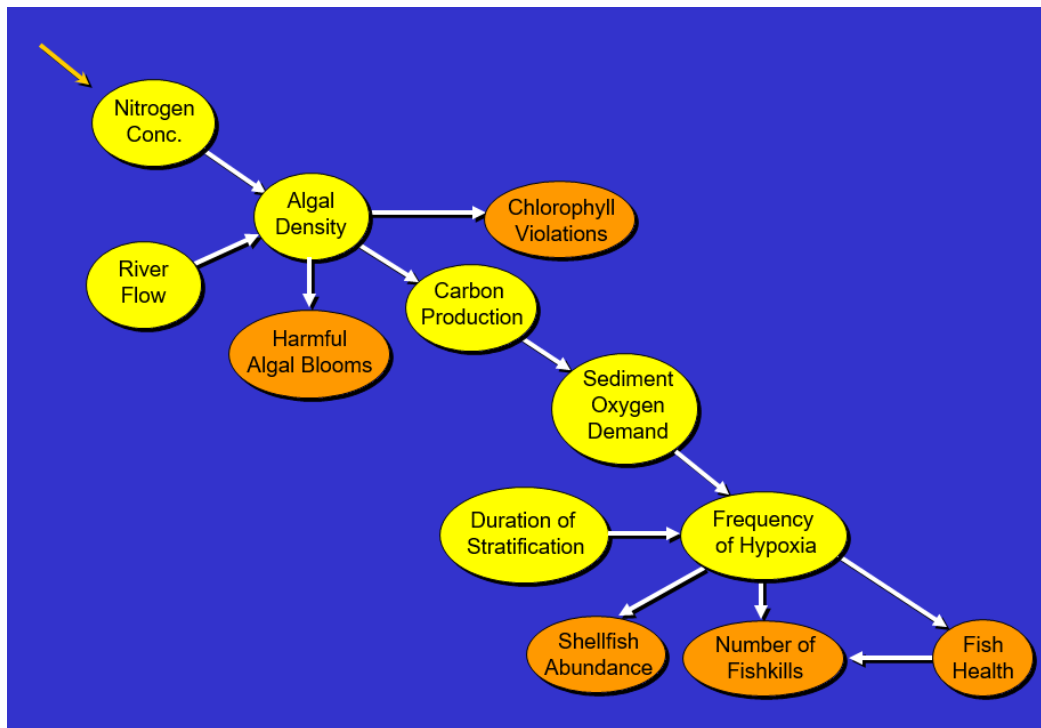 Nitrogen
Conc.
Algal
Density
Chlorophyll
Violations
River
Flow
Carbon
Production
Harmful
Algal Blooms
Sediment
Oxygen
Demand
Duration of
Stratification
Frequency
of Hypoxia
Shellfish
Abundance
Number of
Fishkills
Fish
Health